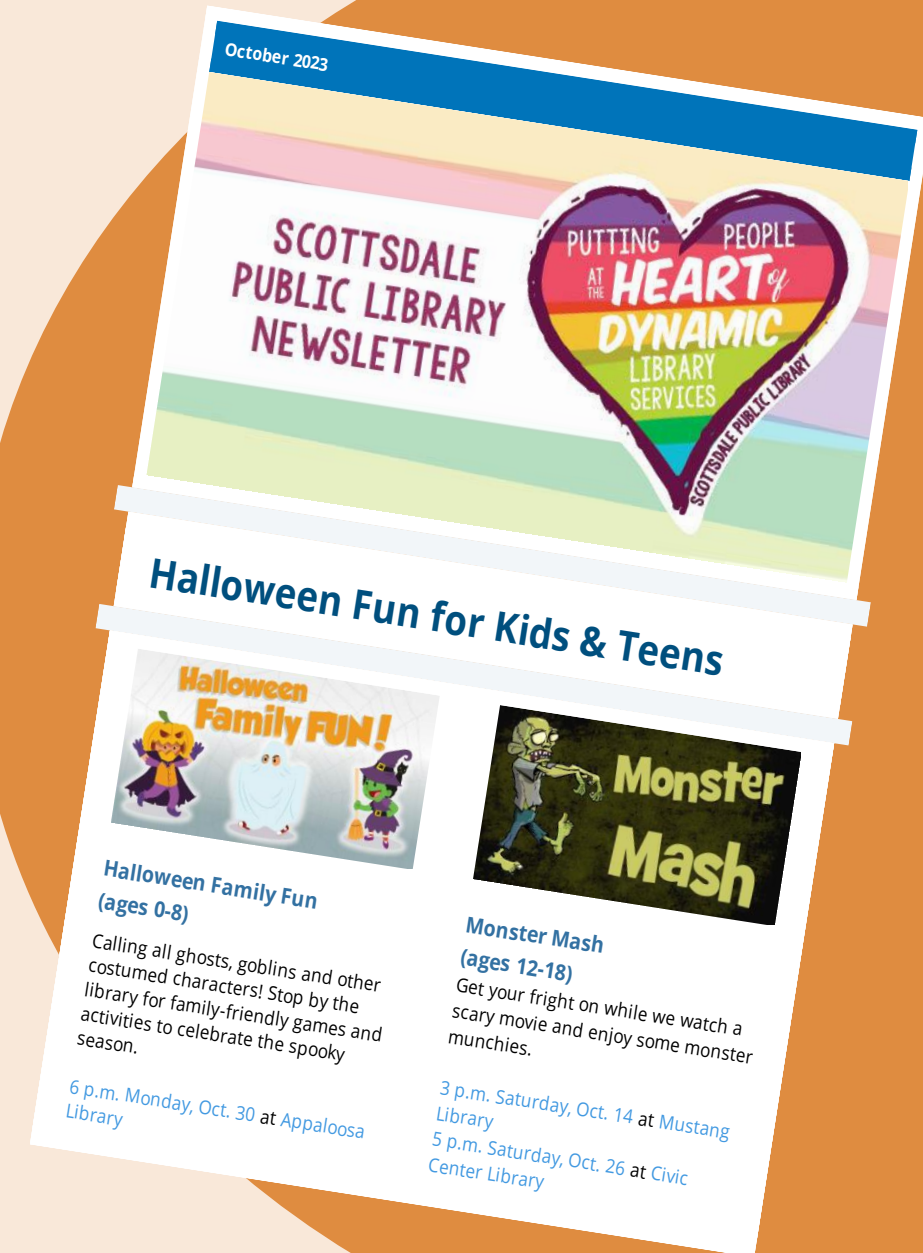 October 2023
SCOTTSDALE
PUBLIC LIBRARY
NEWSLETTER
PUTTING PEOPLE
AT THE HEART of
DYNAMIC
LIBRARY
SERVICES
SCOTTSDALE PUBLIC LIBRARY
Halloween Fun for Kids & Teens
Halloween
Family FUN!
Halloween Family Fun
(ages 0-8)
Calling all ghosts, goblins and other
costumed characters! Stop by the
library for family-friendly games and
activities to celebrate the spooky
season.
6 p.m. Monday, Oct. 30 at Appaloosa
Library
Monster
Mash
Monster Mash
(ages 12-18)
Get your fright on while we watch a
scary movie and enjoy some monster
munchies.
3 p.m. Saturday, Oct. 14 at Mustang
Library
5 p.m. Saturday, Oct. 26 at Civic
Center Library